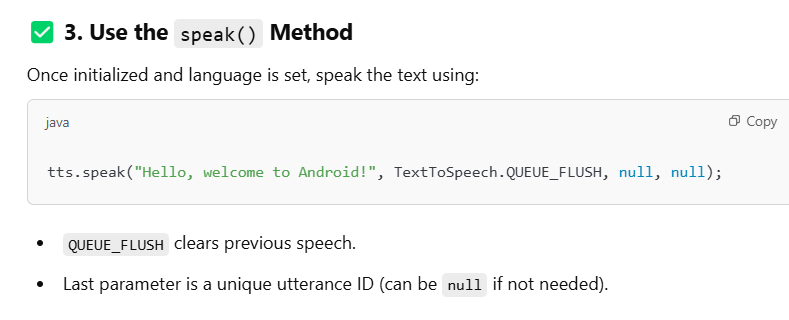 ✅ 3. Use the speak() Method
Once initialized and language is set, speak the text using:
java
Copy
tts.speak("Hello, welcome to Android!", TextToSpeech.QUEUE_FLUSH, null, null);
• QUEUE_FLUSH clears previous speech.
• Last parameter is a unique utterance ID (can be null if not needed).